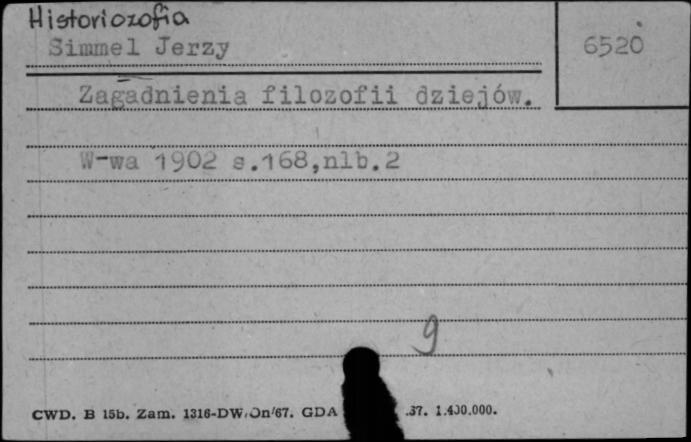 Historiozofia
Simmel Jerzy
6520
Zagadnienia filozofii dziejów.
W-wa 1902 s.168,nlb.2
9
CWD. B 15b. Zam. 1316-DW/On/67. GDA .67. 1.400.000.